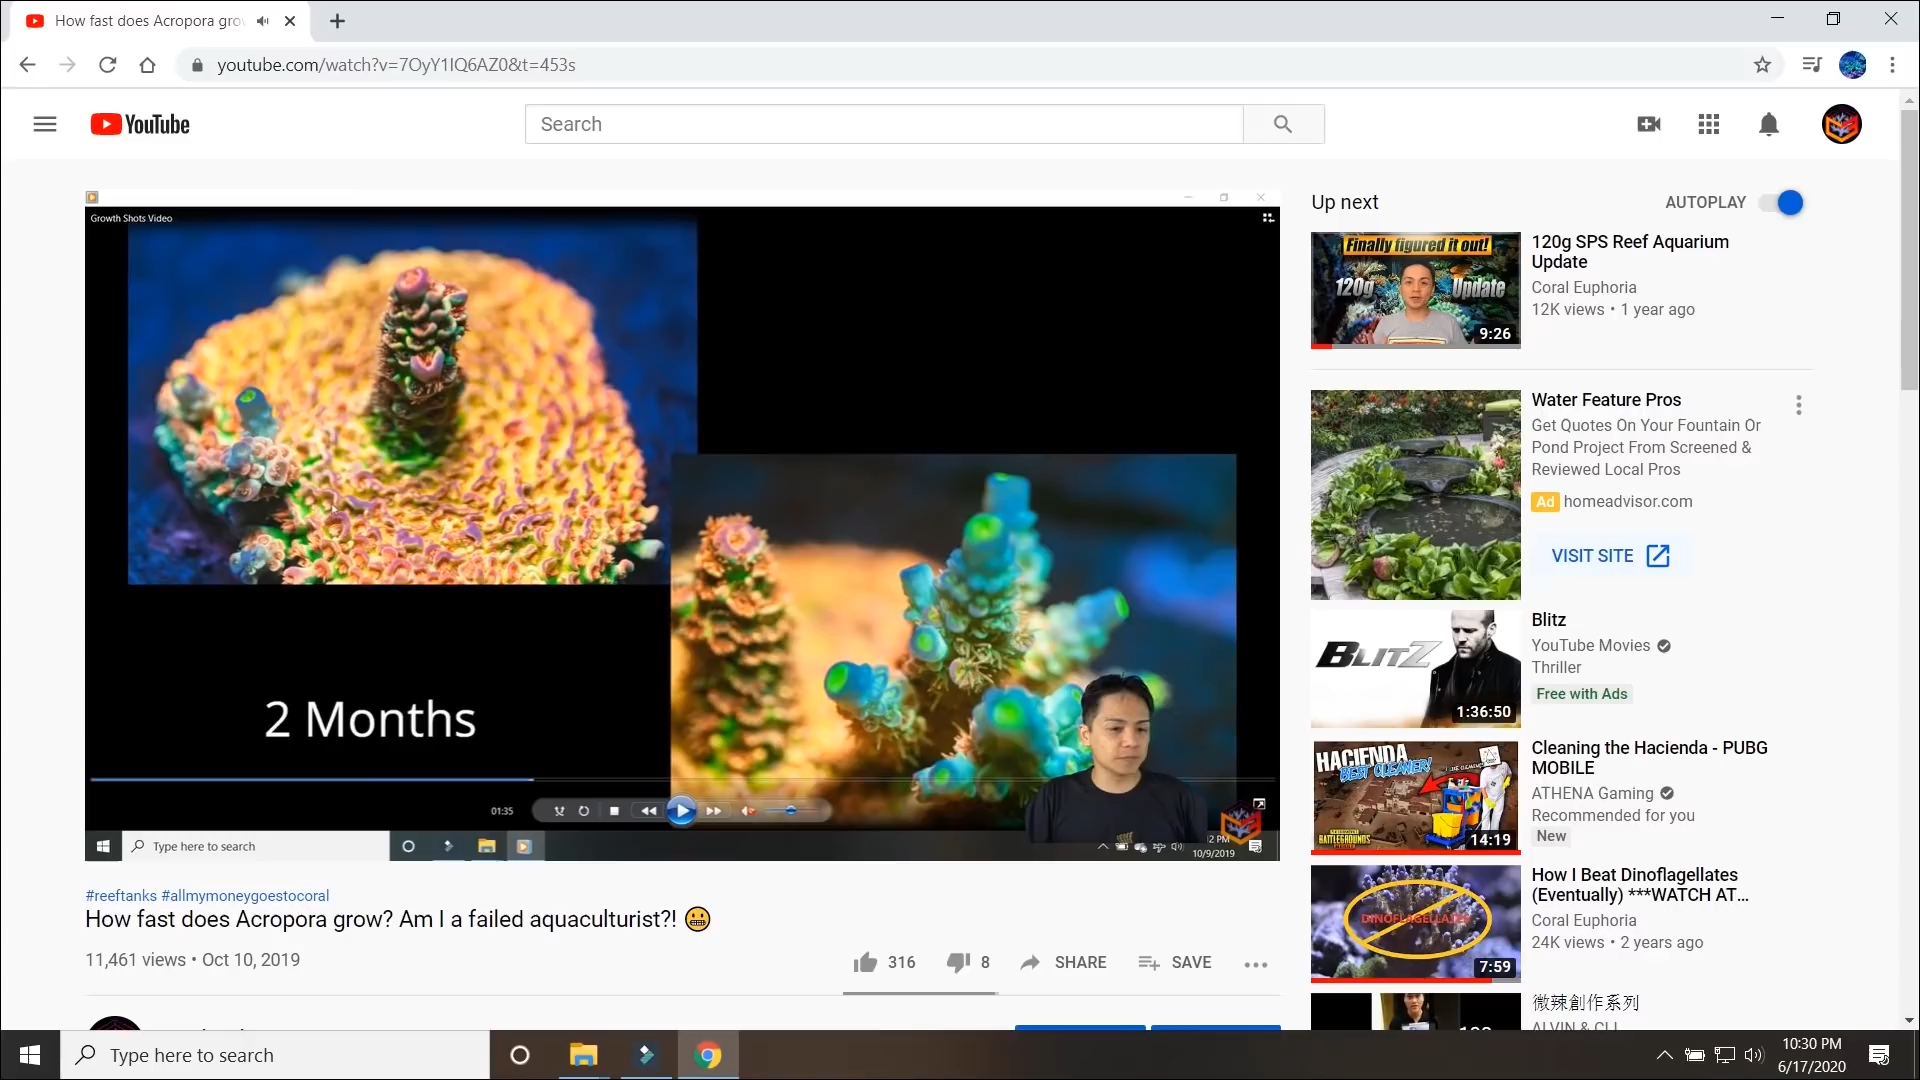 How fast does Acropora grow
youtube.com/watch?v=7OyY1IQ6AZ0&t=453s
YouTube
Search
Growth Shots Video
2 Months
01:35
Type here to search
10/9/2019
#reeftanks #allmymoneygoestocoral
How fast does Acropora grow? Am I a failed aquaculturist?! 😬
11,461 views • Oct 10, 2019
316
8
SHARE
SAVE
Up next
AUTOPLAY
Finally figured it out!
120g Update
9:26
120g SPS Reef Aquarium
Update
Coral Euphoria
12K views • 1 year ago
Water Feature Pros
Get Quotes On Your Fountain Or
Pond Project From Screened &
Reviewed Local Pros
Ad homeadvisor.com
VISIT SITE
BLITZ
1:36:50
Blitz
YouTube Movies
Thriller
Free with Ads
HACIENDA
BEST CLEANER!
BATTLEGROUNDS
14:19
Cleaning the Hacienda - PUBG
MOBILE
ATHENA Gaming
Recommended for you
New
DINOFLAGELLATES
7:59
How I Beat Dinoflagellates
(Eventually) ***WATCH AT...
Coral Euphoria
24K views • 2 years ago
微辣創作系列
Type here to search
10:30 PM
6/17/2020